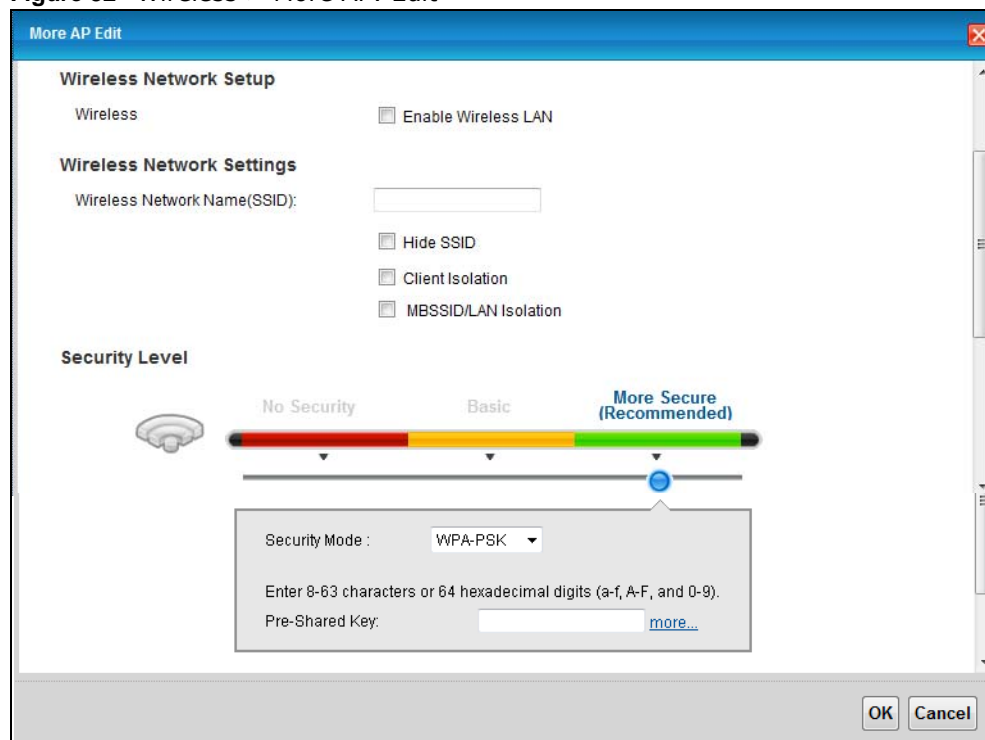 More AP Edit
Wireless Network Setup
Wireless
Enable Wireless LAN
Wireless Network Settings
Wireless Network Name(SSID):
Hide SSID
Client Isolation
MBSSID/LAN Isolation
Security Level
No Security
Basic
More Secure
(Recommended)
Security Mode :
WPA-PSK
Enter 8-63 characters or 64 hexadecimal digits (a-f, A-F, and 0-9).
Pre-Shared Key:
more...
OK
Cancel